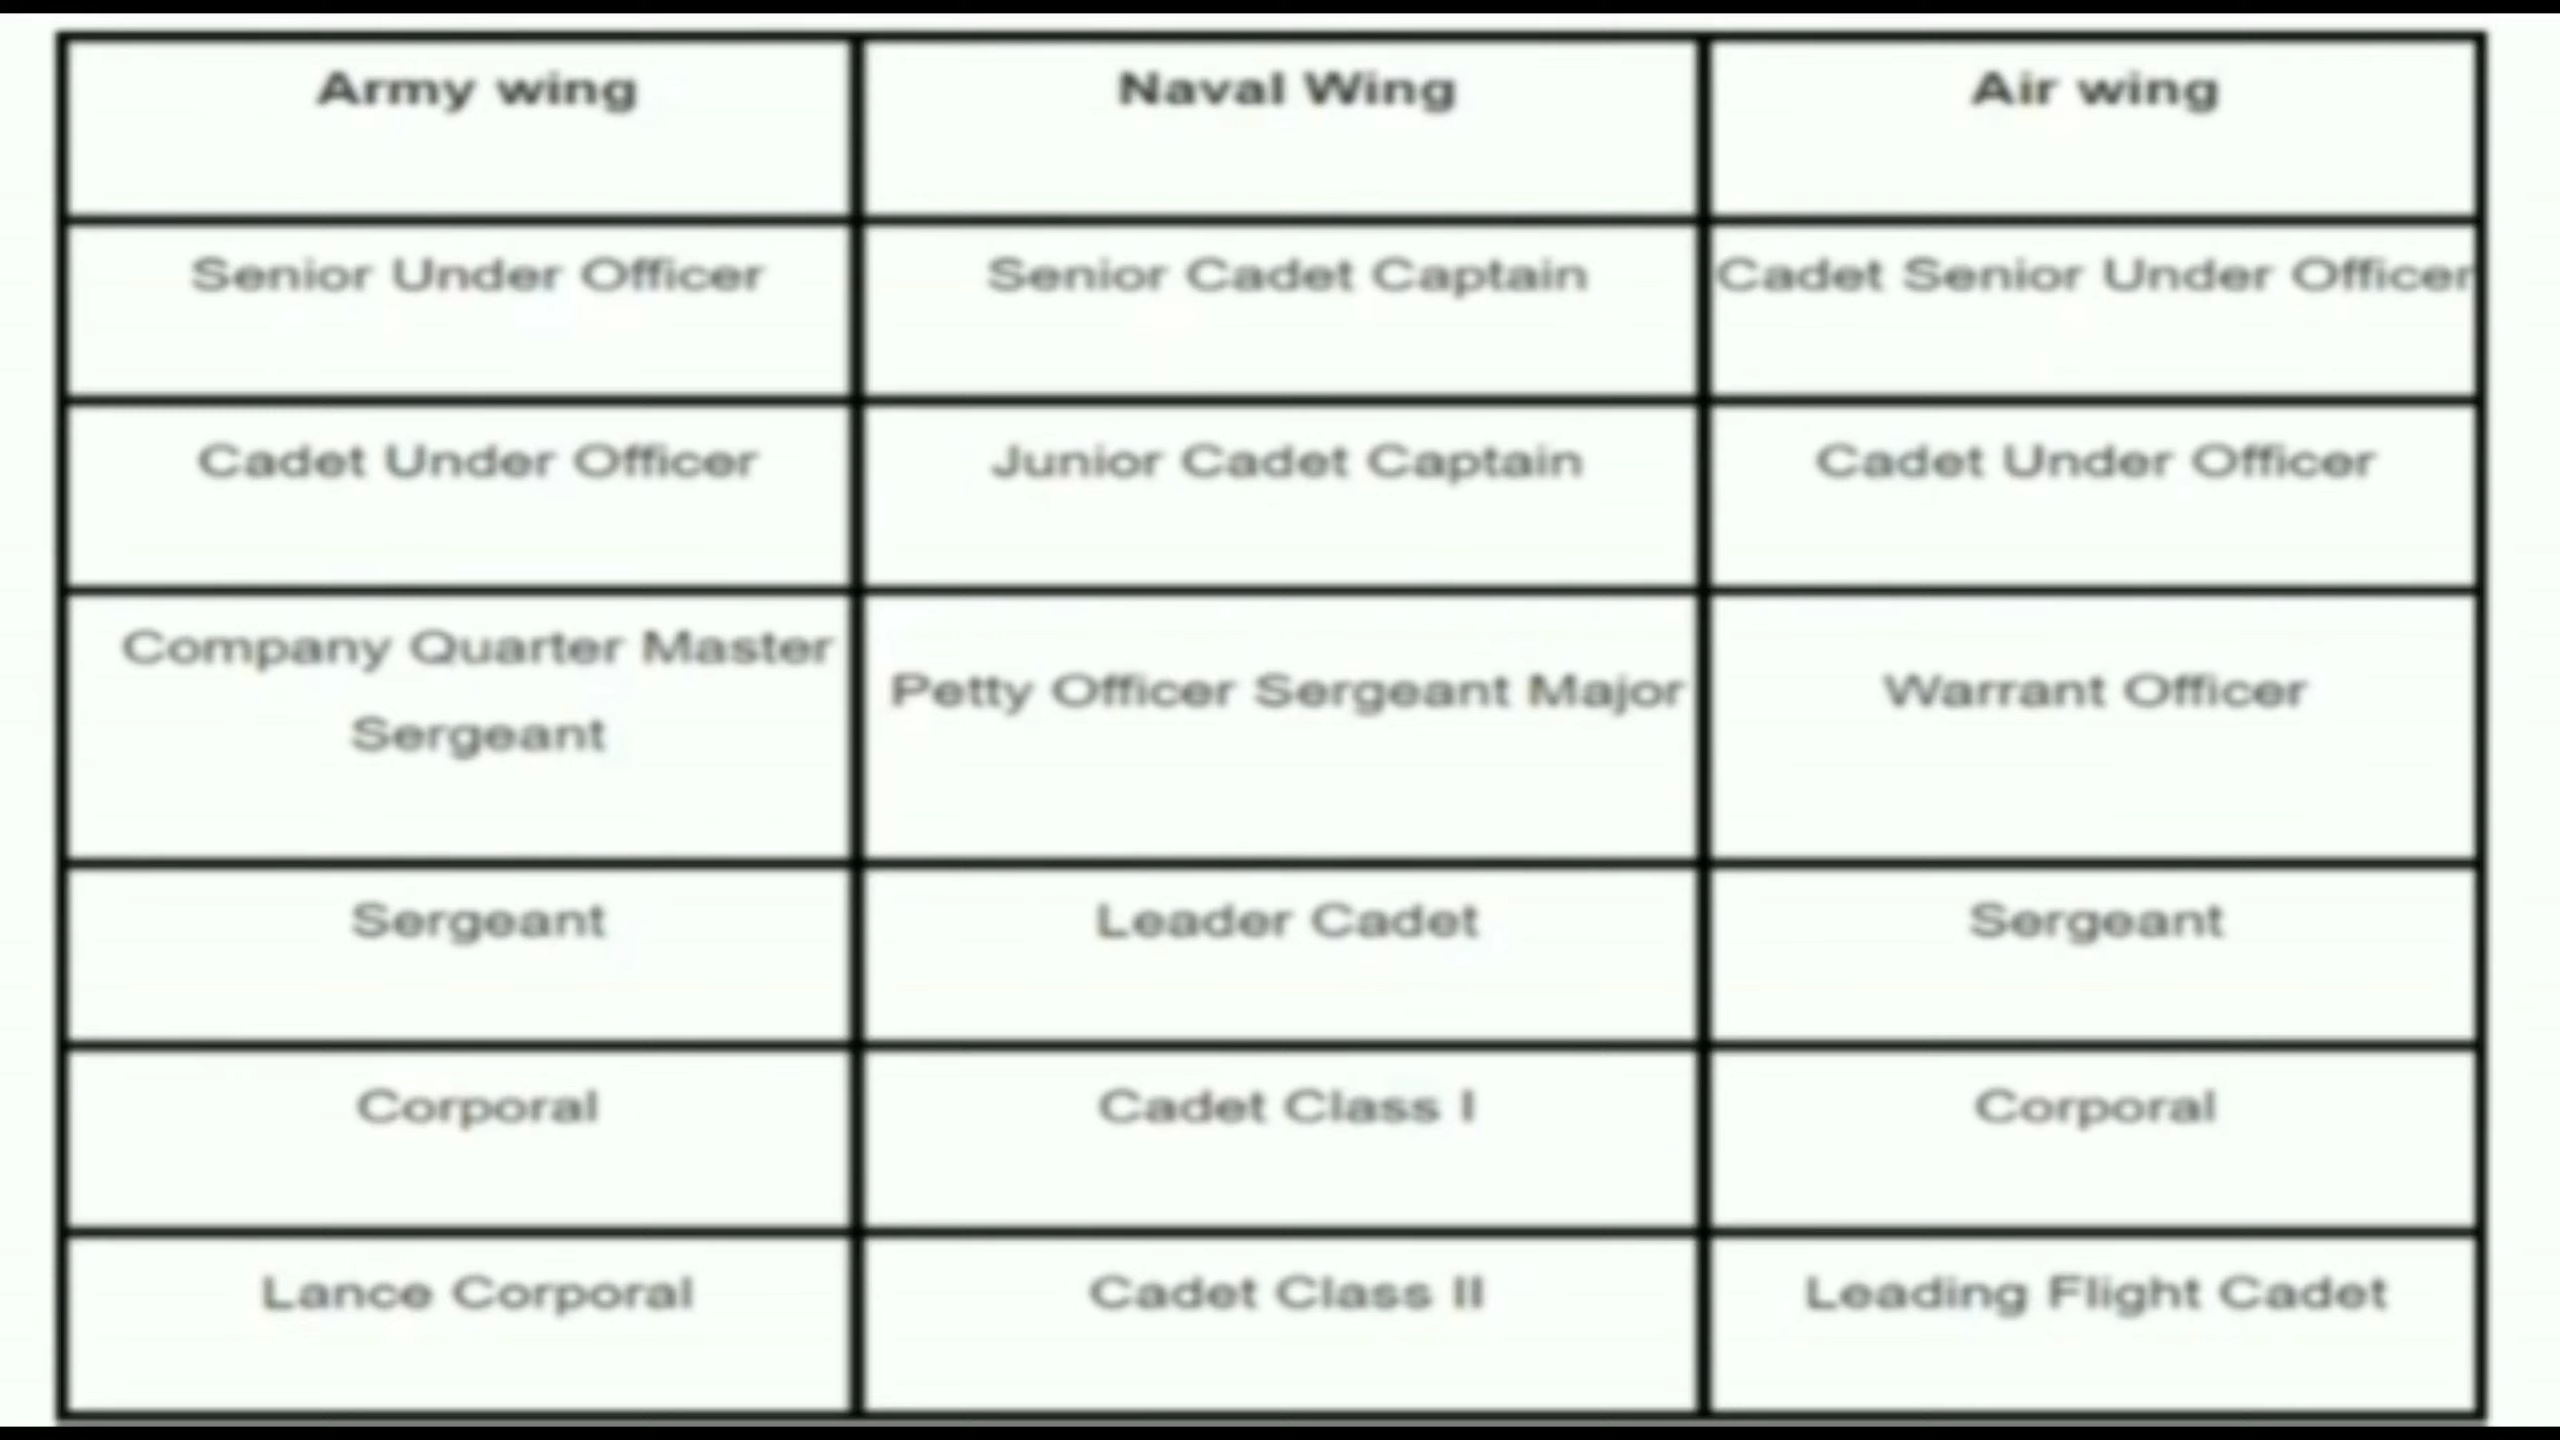 Army wing Naval Wing Air wing
Senior Under Officer Senior Cadet Captain Cadet Senior Under Officer
Cadet Under Officer Junior Cadet Captain Cadet Under Officer
Company Quarter Master
Sergeant Petty Officer Sergeant Major Warrant Officer
Sergeant Leader Cadet Sergeant
Corporal Cadet Class I Corporal
Lance Corporal Cadet Class II Leading Flight Cadet